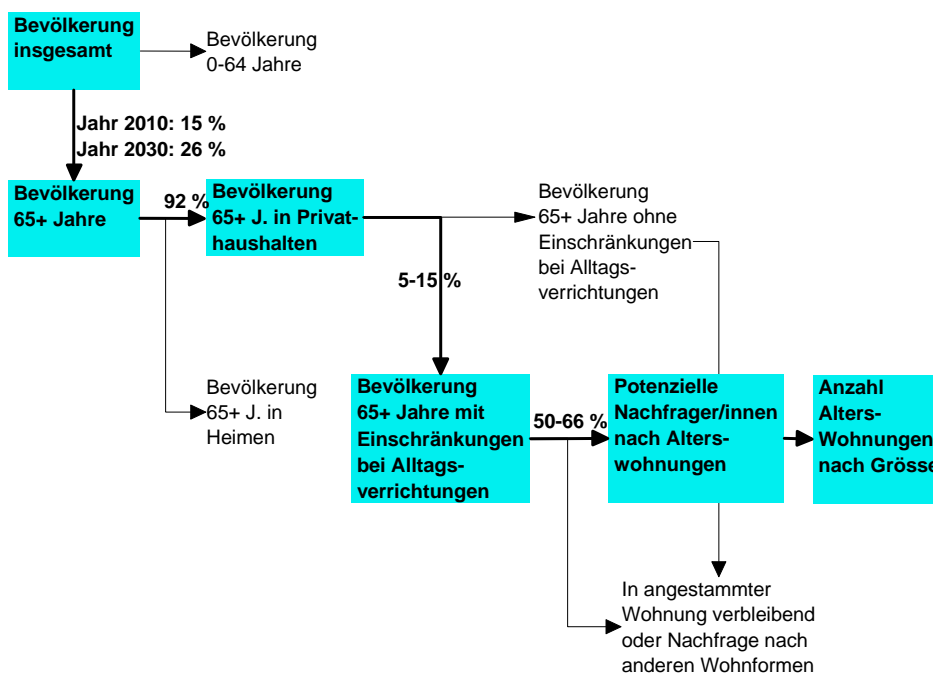 Bevölkerung
insgesamt
Bevölkerung
0-64 Jahre
Jahr 2010: 15 %
Jahr 2030: 26 %
Bevölkerung
65+ Jahre
92 %
Bevölkerung
65+ J. in Privat-
haushalten
Bevölkerung
65+ Jahre ohne
Einschränkungen
bei Alltags-
verrichtungen
5-15 %
Bevölkerung
65+ J. in
Heimen
Bevölkerung
65+ Jahre mit
Einschränkungen
bei Alltags-
verrichtungen
50-66 %
Potenzielle
Nachfrager/innen
nach Alters-
wohnungen
Anzahl
Alters-
Wohnungen
nach Grösse
In angestammter
Wohnung verbleibend
oder Nachfrage nach
anderen Wohnformen